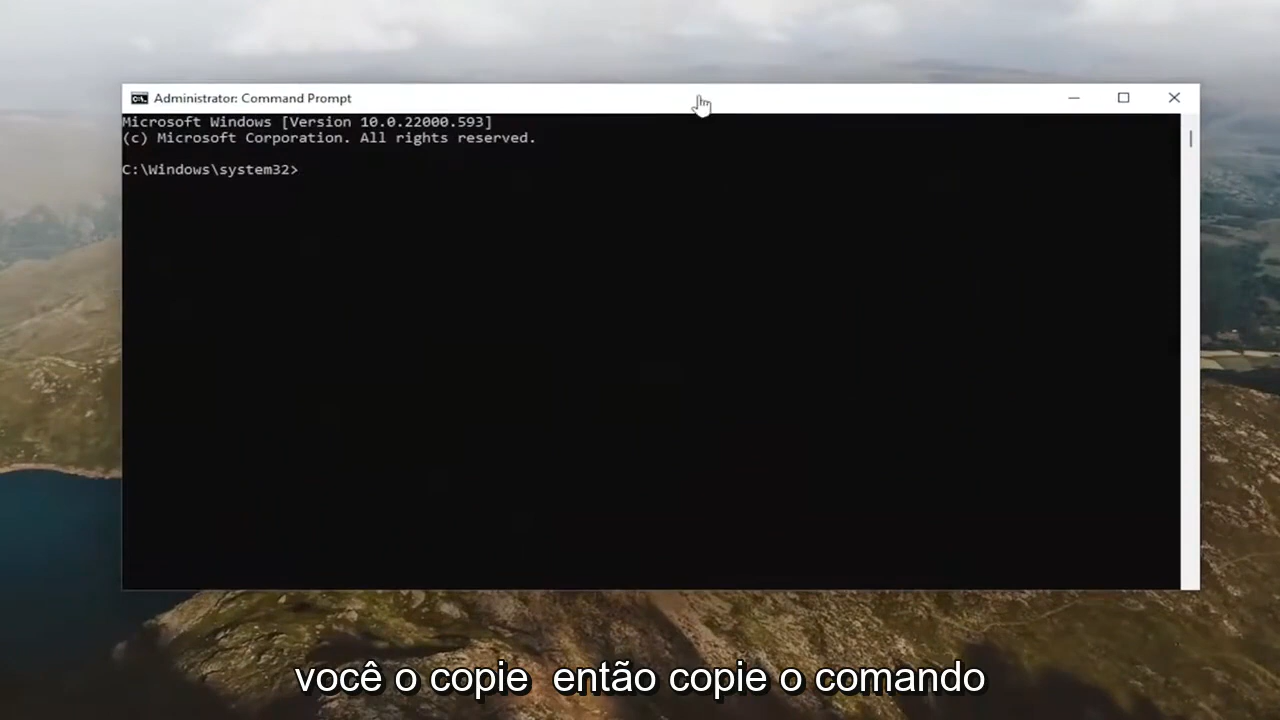 Administrator: Command Prompt
Microsoft Windows [Version 10.0.22000.593]
(c) Microsoft Corporation. All rights reserved.
C:\Windows\system32>
você o copie  então copie o comando